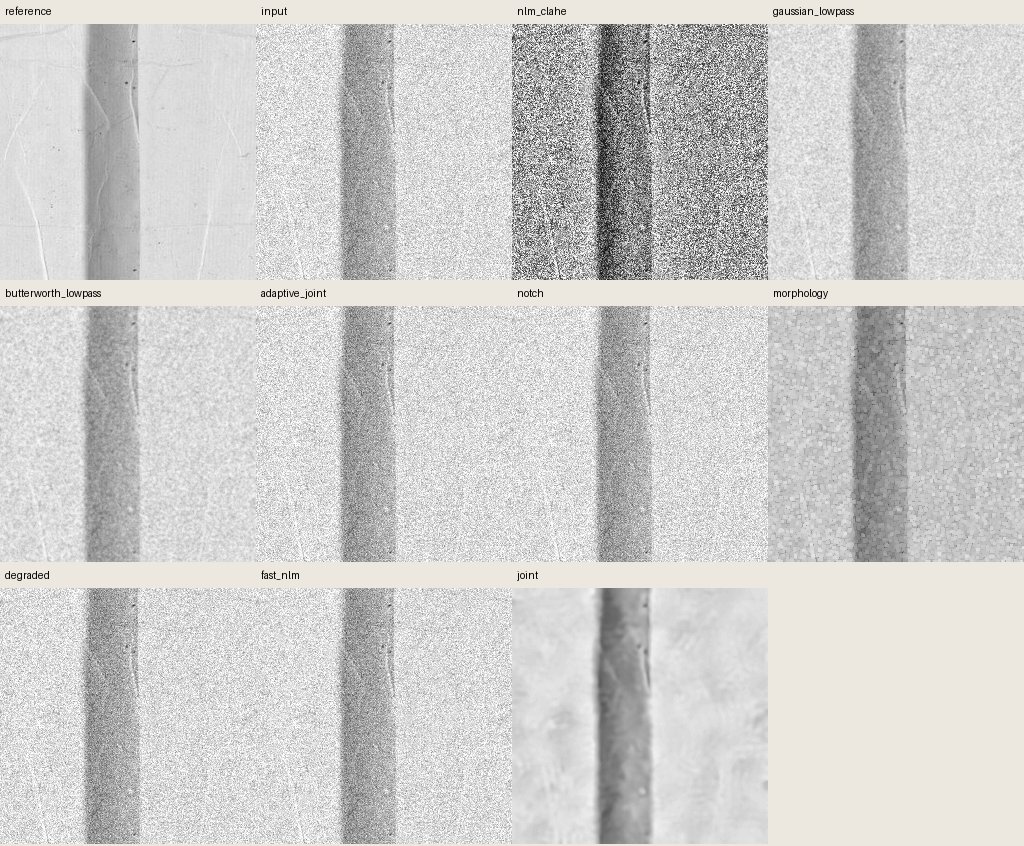 reference input nlm_clahe gaussian_lowpass
butterworth_lowpass adaptive_joint notch morphology
degraded fast_nlm joint